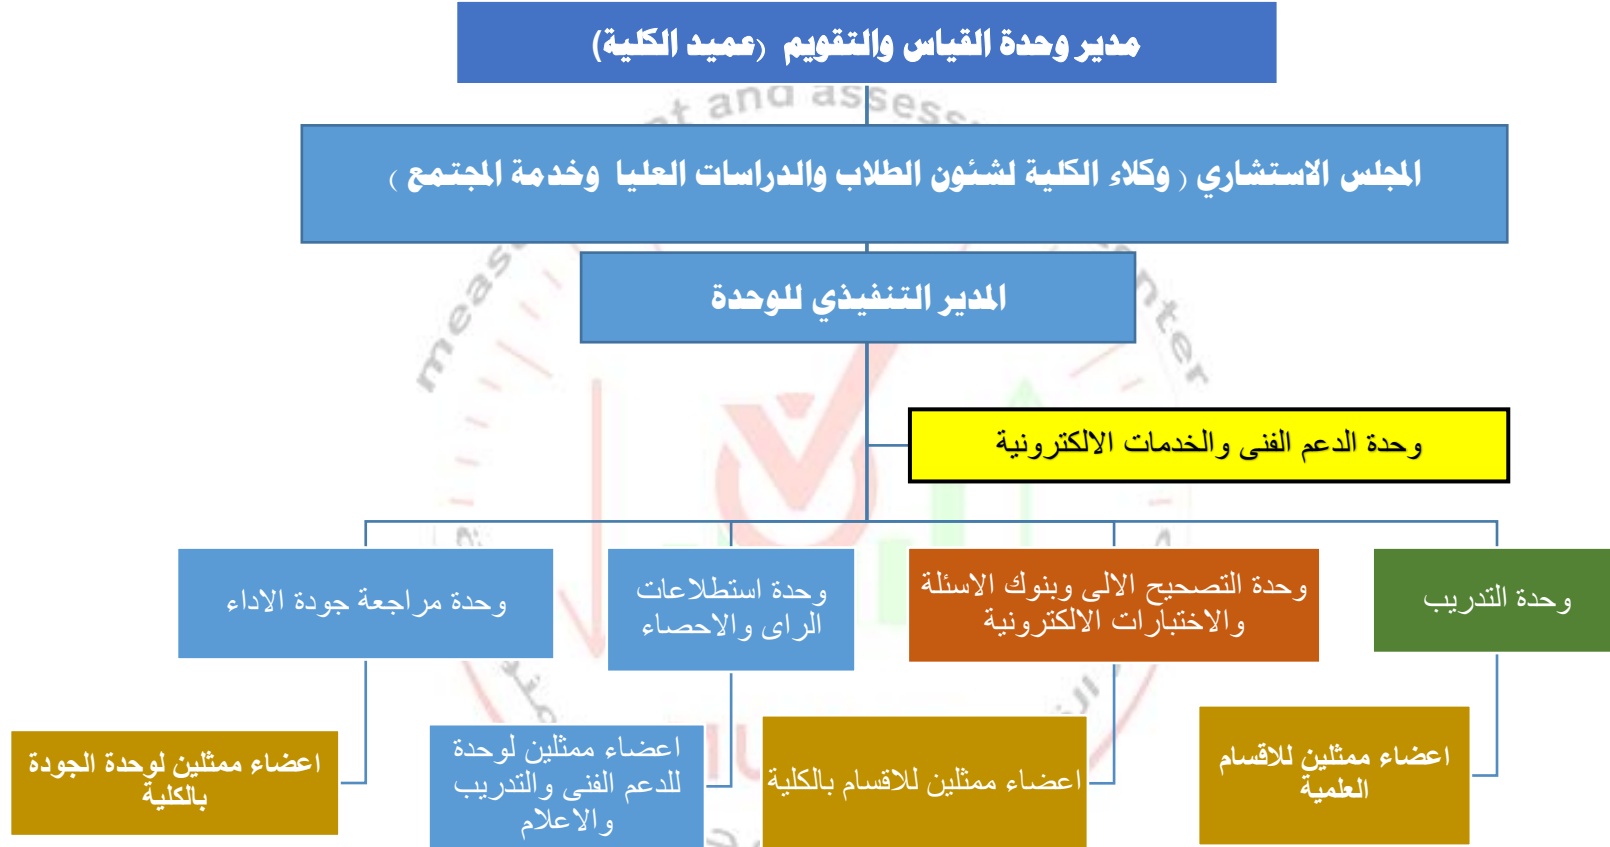 مدير وحدة القياس والتقويم (عميد الكلية)
المجلس الاستشاري ( وكلاء الكلية لشئون الطلاب والدراسات العليا وخدمة المجتمع )
المدير التنفيذي للوحدة
وحدة الدعم الفنى والخدمات الالكترونية
وحدة التدريب
وحدة التصحيح الالى وبنوك الاسئلة
والاختبارات الالكترونية
وحدة استطلاعات
الراى والاحصاء
وحدة مراجعة جودة الاداء
اعضاء ممثلين للاقسام
العلمية
اعضاء ممثلين للاقسام بالكلية
اعضاء ممثلين لوحدة
للدعم الفنى والتدريب
والاعلام
اعضاء ممثلين لوحدة الجودة
بالكلية
and